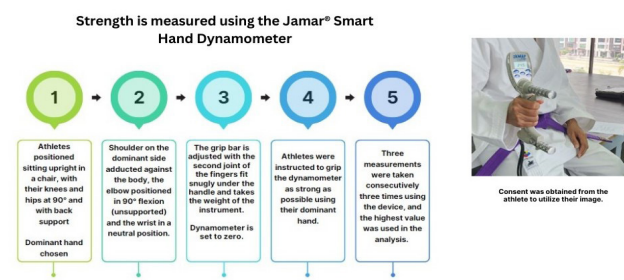 Strength is measured using the Jamar® Smart
Hand Dynamometer
1
2
3
4
5
Athletes
positioned
sitting upright in
a chair, with
their knees and
hips at 90° and
with back
support
Dominant hand
chosen
Shoulder on the
dominant side
adducted against
the body, the
elbow positioned
in 90° flexion
(unsupported)
and the wrist in a
neutral position.
The grip bar is
adjusted with the
second joint of
the fingers fit
snugly under the
handle and takes
the weight of the
instrument.
Dynamometer is
set to zero.
Athletes were
instructed to grip
the dynamometer
as strong as
possible using
their dominant
hand.
Three
measurements
were taken
consecutively
three times using
the device, and
the highest value
was used in the
analysis.
Consent was obtained from the
athlete to utilize their image.